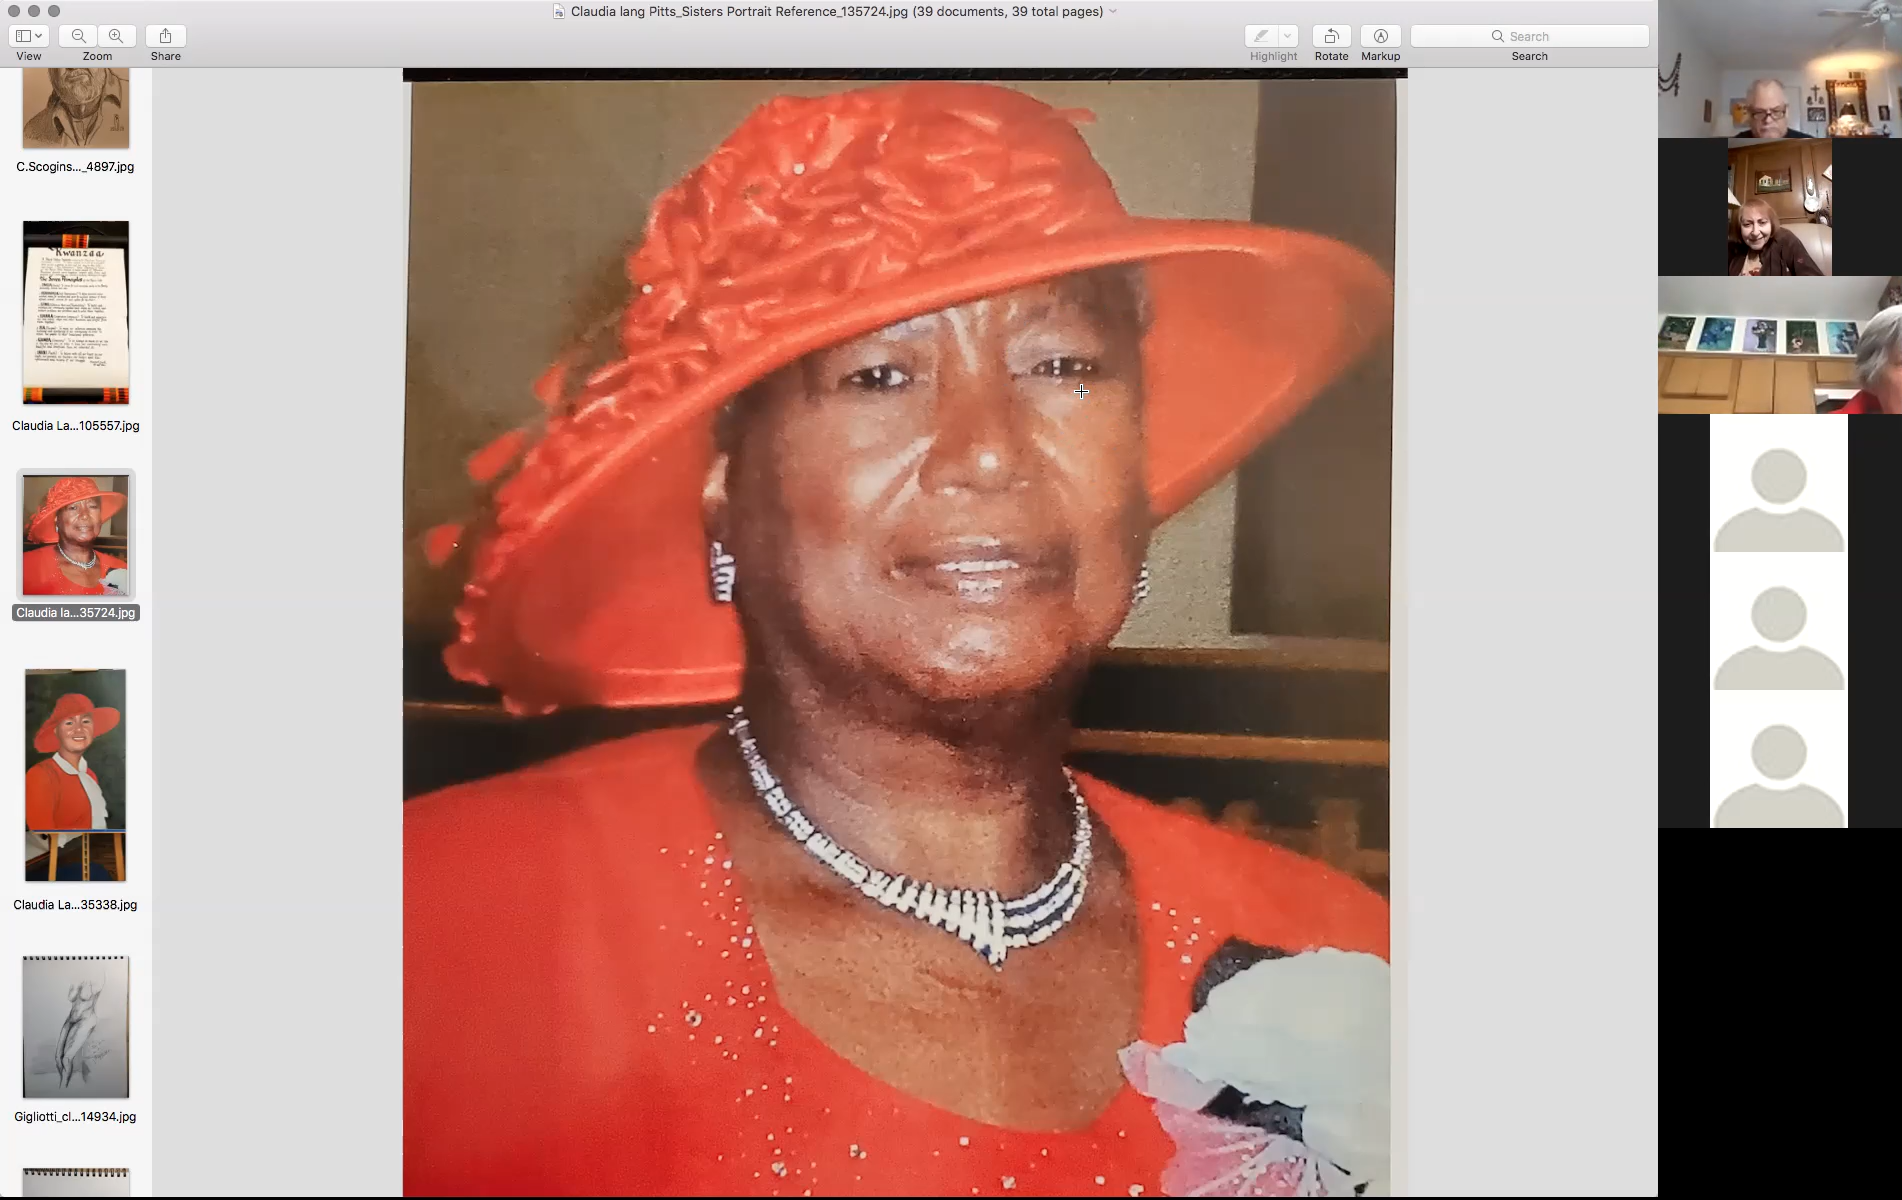 Claudia lang Pitts_Sisters Portrait Reference_135724.jpg (39 documents, 39 total pages)
View
Zoom
Share
Highlight
Rotate
Markup
Search
Search
C.Scogins..._4897.jpg
Kwanzaa
Claudia La...105557.jpg
Claudia la...35724.jpg
Claudia La...35338.jpg
Gigliotti_cl...14934.jpg